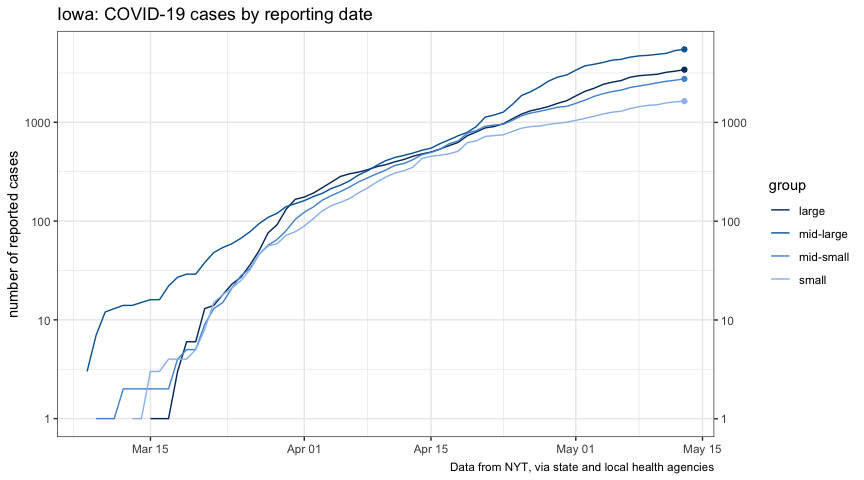 Iowa: COVID-19 cases by reporting date
number of reported cases
1000
100
10
1
1000
100
10
1
Mar 15
Apr 01
Apr 15
May 01
May 15
group
large
mid-large
mid-small
small
Data from NYT, via state and local health agencies